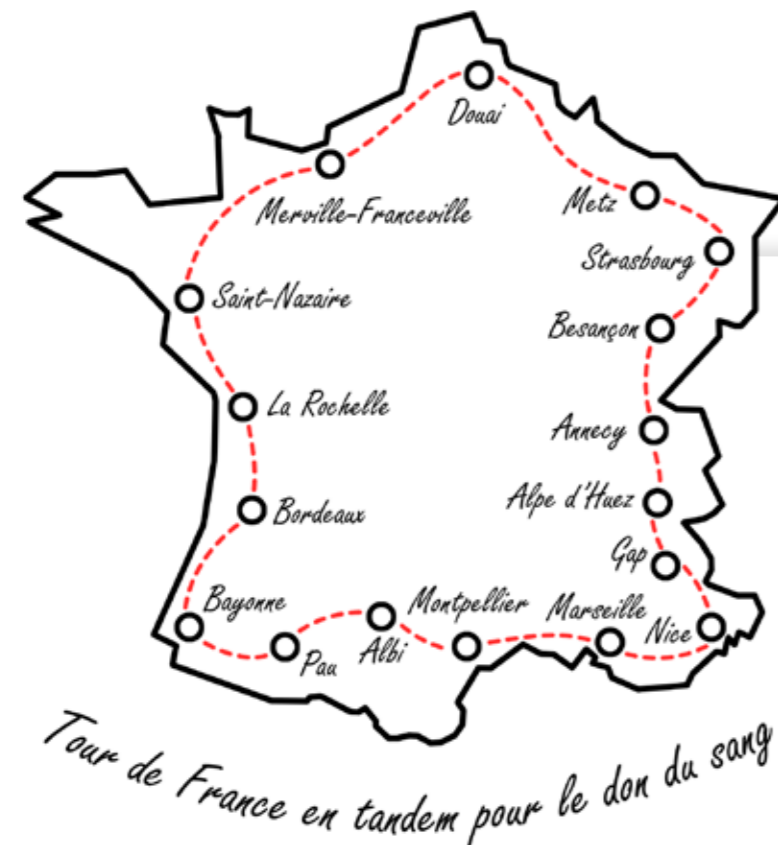 Douai
Merville-Franceville
Metz
Strasbourg
Saint-Nazaire
Besançon
La Rochelle
Annecy
Alpe d'Huez
Bordeaux
Gap
Bayonne
Montpellier
Marseille
Nice
Albi
Pau
Tour de France en tandem pour le don du sang